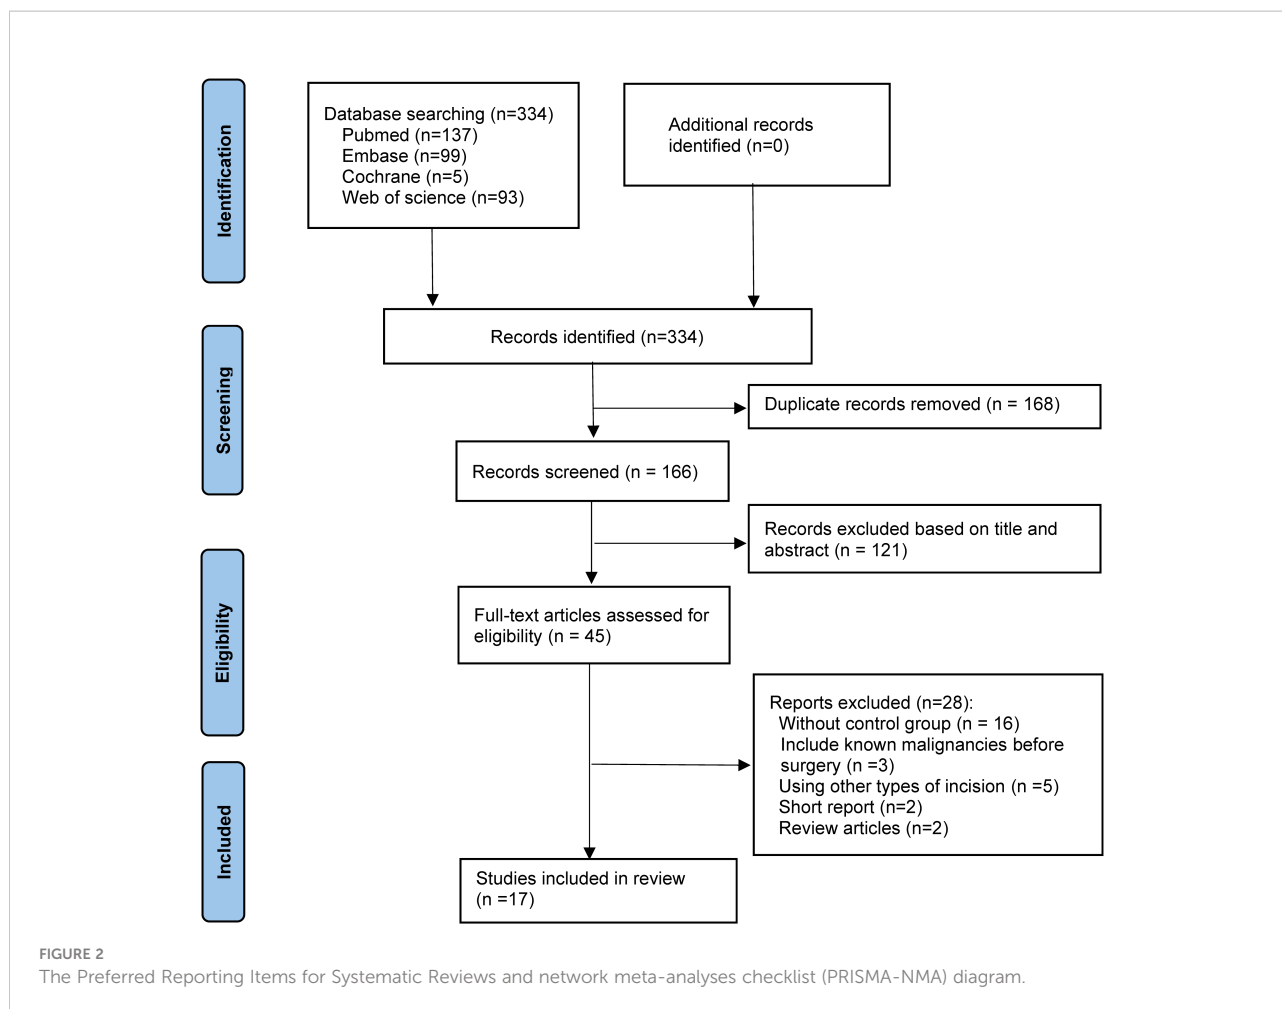 Identification
Database searching (n=334)
Pubmed (n=137)
Embase (n=99)
Cochrane (n=5)
Web of science (n=93)
Additional records
identified (n=0)
Records identified (n=334)
Screening
Duplicate records removed (n = 168)
Records screened (n = 166)
Records excluded based on title and
abstract (n = 121)
Eligibility
Full-text articles assessed for
eligibility (n = 45)
Reports excluded (n=28):
Without control group (n = 16)
Include known malignancies before
surgery (n =3)
Using other types of incision (n =5)
Short report (n=2)
Review articles (n=2)
Included
Studies included in review
(n =17)
FIGURE 2
The Preferred Reporting Items for Systematic Reviews and network meta-analyses checklist (PRISMA-NMA) diagram.